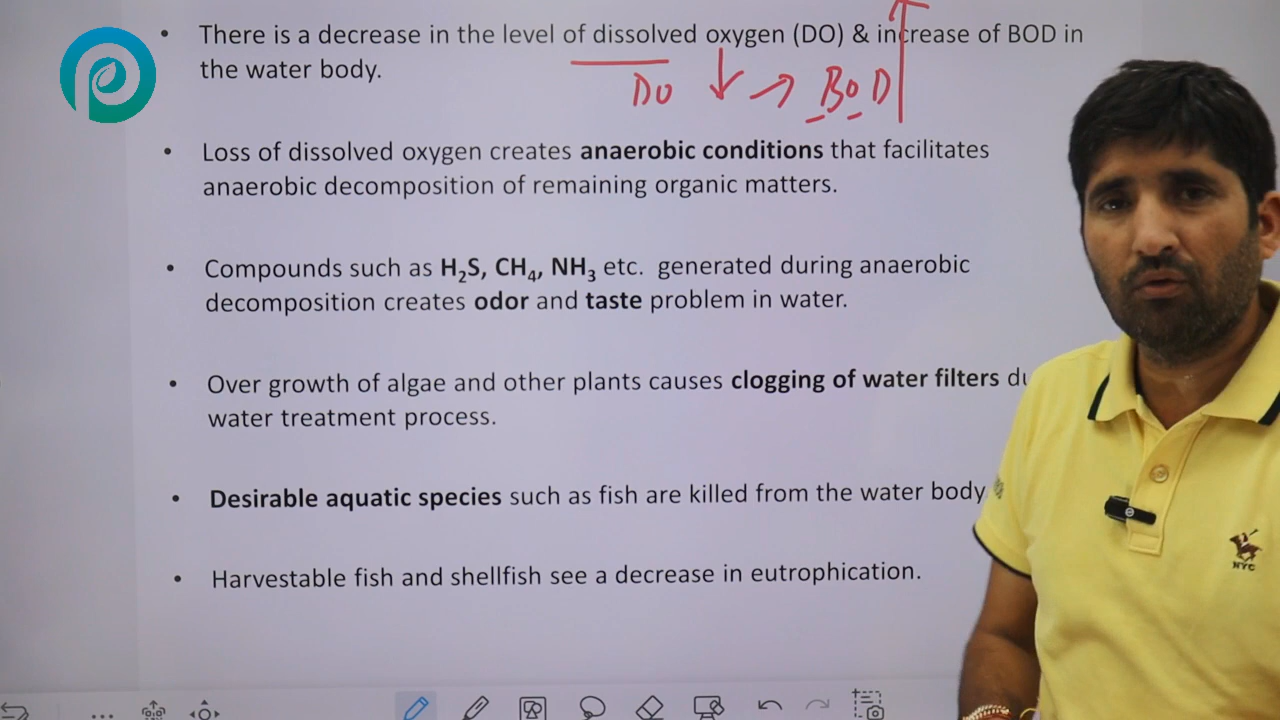 • There is a decrease in the level of dissolved oxygen (DO) & increase of BOD in
the water body.
DO ↓ → BOD ↑
• Loss of dissolved oxygen creates anaerobic conditions that facilitates
anaerobic decomposition of remaining organic matters.
• Compounds such as H₂S, CH₄, NH₃ etc. generated during anaerobic
decomposition creates odor and taste problem in water.
• Over growth of algae and other plants causes clogging of water filters du
water treatment process.
• Desirable aquatic species such as fish are killed from the water body
• Harvestable fish and shellfish see a decrease in eutrophication.
NYC